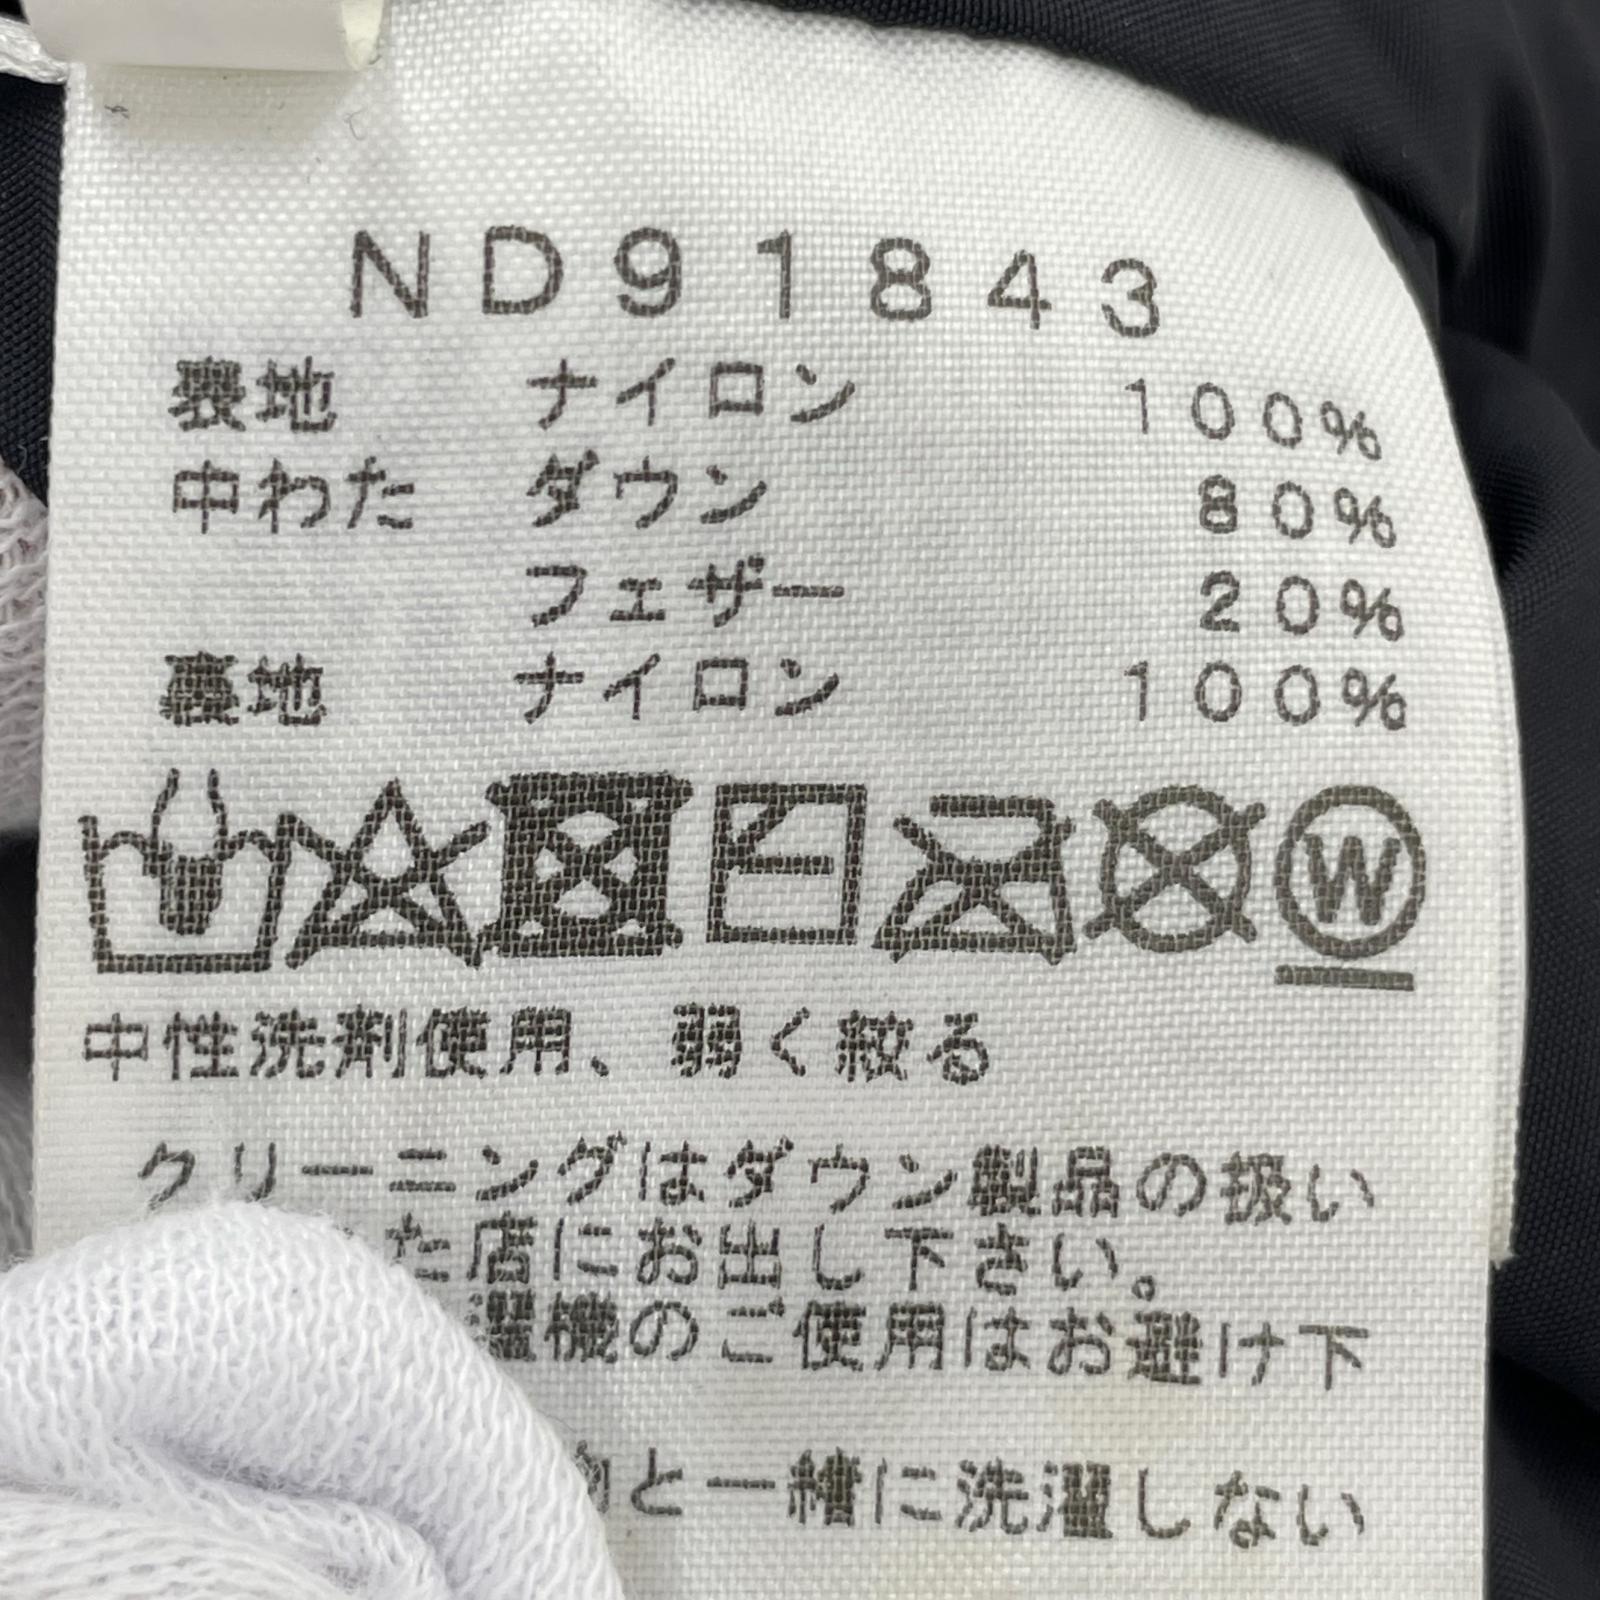 ND91843
表地 ナイロン 100%
中わた ダウン 80%
フェザー 20%
裏地 ナイロン 100%
W
中性洗剤使用、弱く絞る
クリーニングはダウン製品の扱い
た店にお出し下さい。
濯機のご使用はお避け下
と一緒に洗濯しない